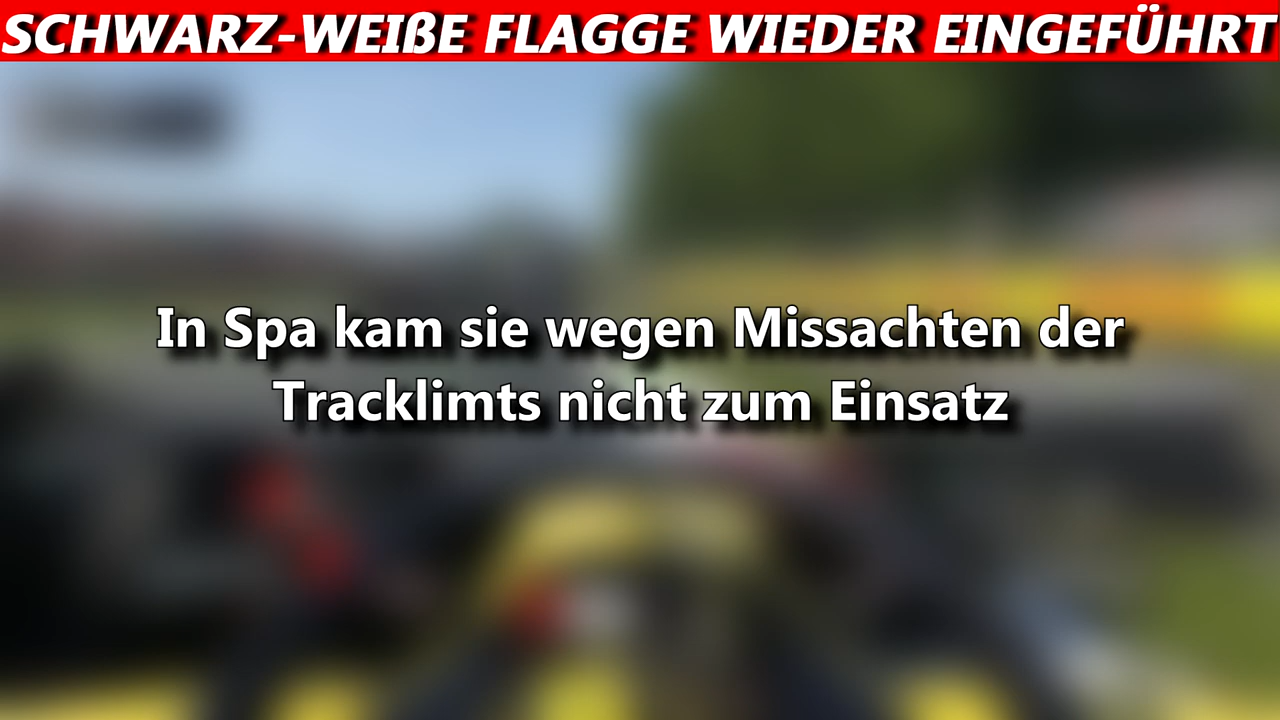 SCHWARZ-WEIßE FLAGGE WIEDER EINGEFÜHRT
In Spa kam sie wegen Missachten der
Tracklimts nicht zum Einsatz